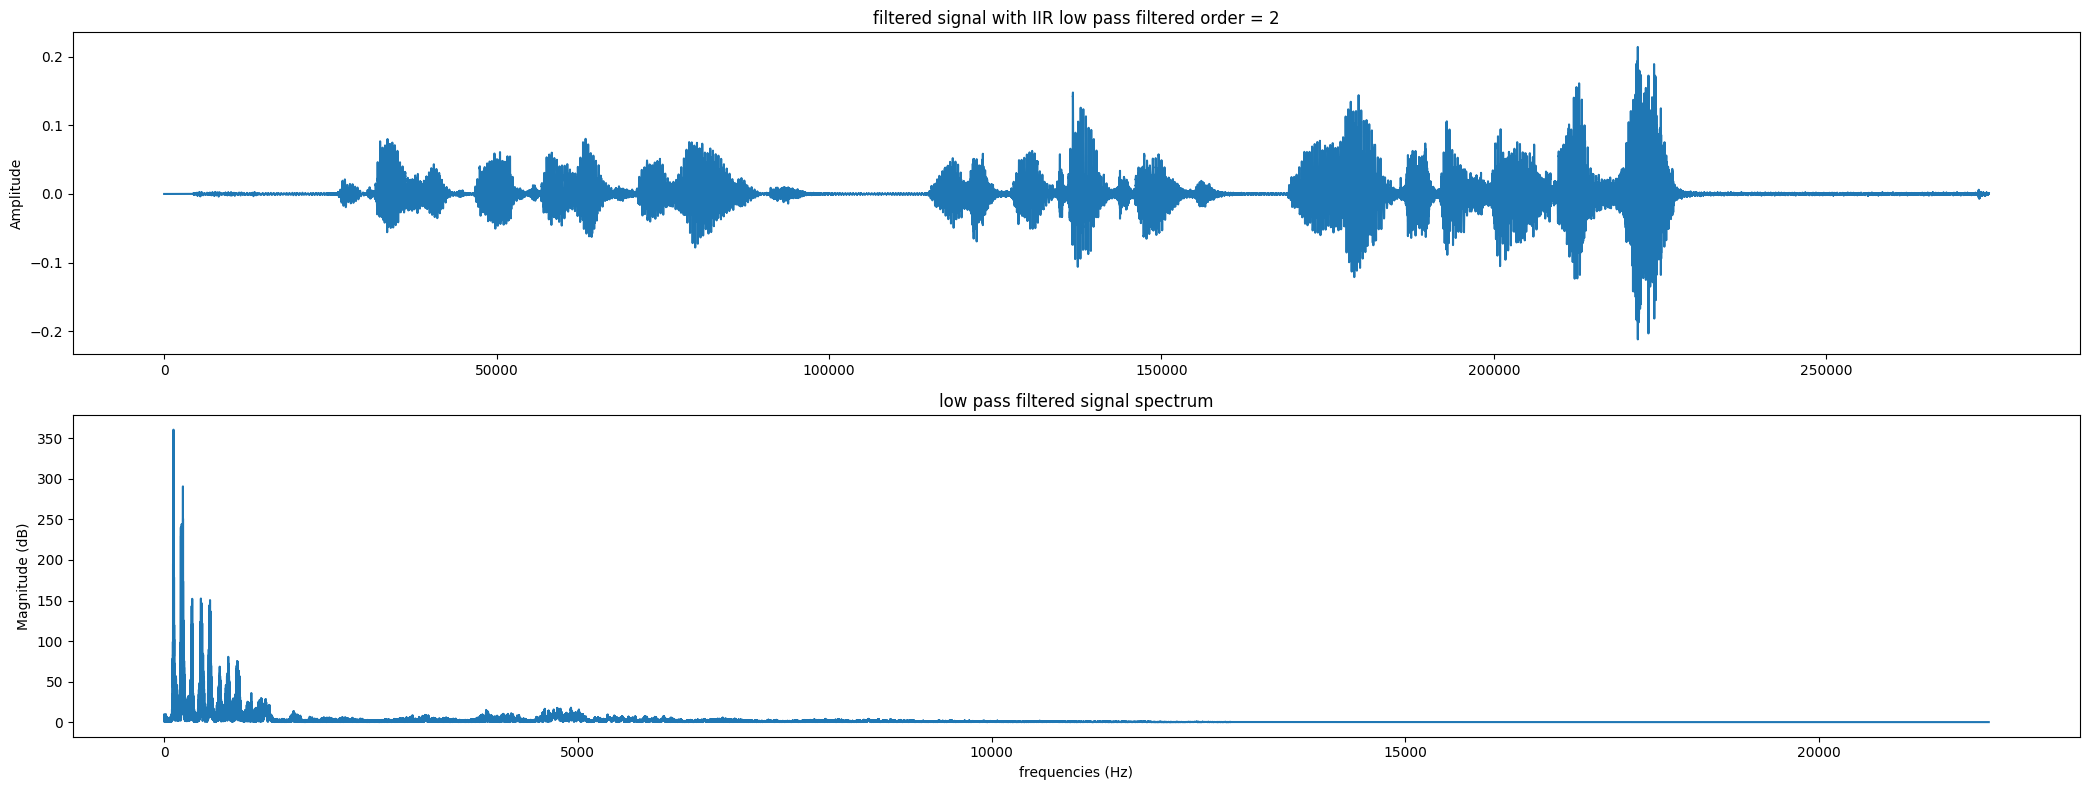 filtered signal with IIR low pass filtered order = 2
Amplitude
0.2
0.1
0.0
−0.1
−0.2
0 50000 100000 150000 200000 250000
low pass filtered signal spectrum
Magnitude (dB)
350
300
250
200
150
100
50
0
0 5000 10000 15000 20000
frequencies (Hz)